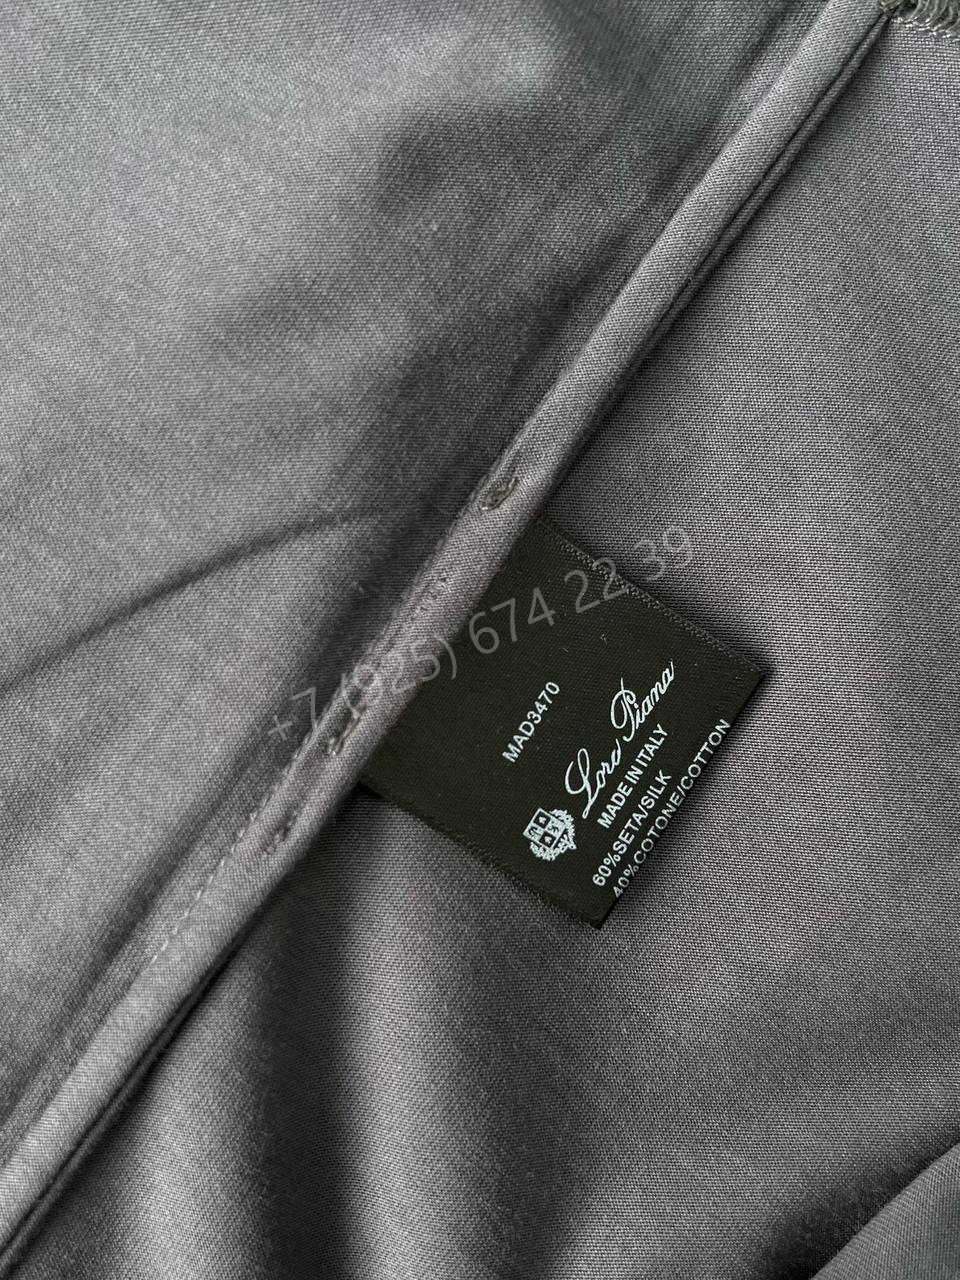 +7 (925) 674 22 39
MAD3470
Loro Piana
MADE IN ITALY
60%SETA/SILK
40%COTONE/COTTON